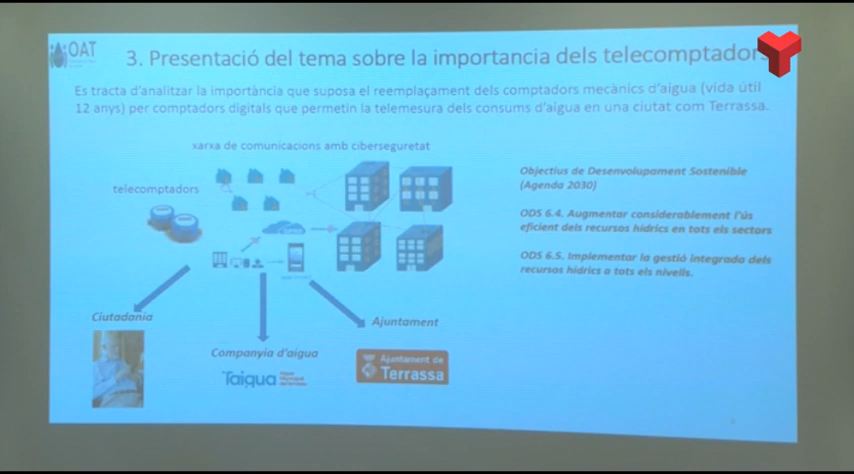 OAT
3. Presentació del tema sobre la importancia dels telecomptadors
Es tracta d'analitzar la importància que suposa el reemplaçament dels comptadors mecànics d'aigua (vida útil
12 anys) per comptadors digitals que permetin la telemesura dels consums d'aigua en una ciutat com Terrassa.
xarxa de comunicacions amb ciberseguretat
telecomptadors
Objectius de Desenvolupament Sostenible
(Agenda 2030)
ODS 6.4. Augmentar considerablement l'ús
eficient dels recursos hídrics en tots els sectors
ODS 6.5. Implementar la gestió integrada dels
recursos hídrics a tots els nivells.
Ciutadania
Companyia d'aigua
Taigua
Ajuntament
Ajuntament de
Terrassa